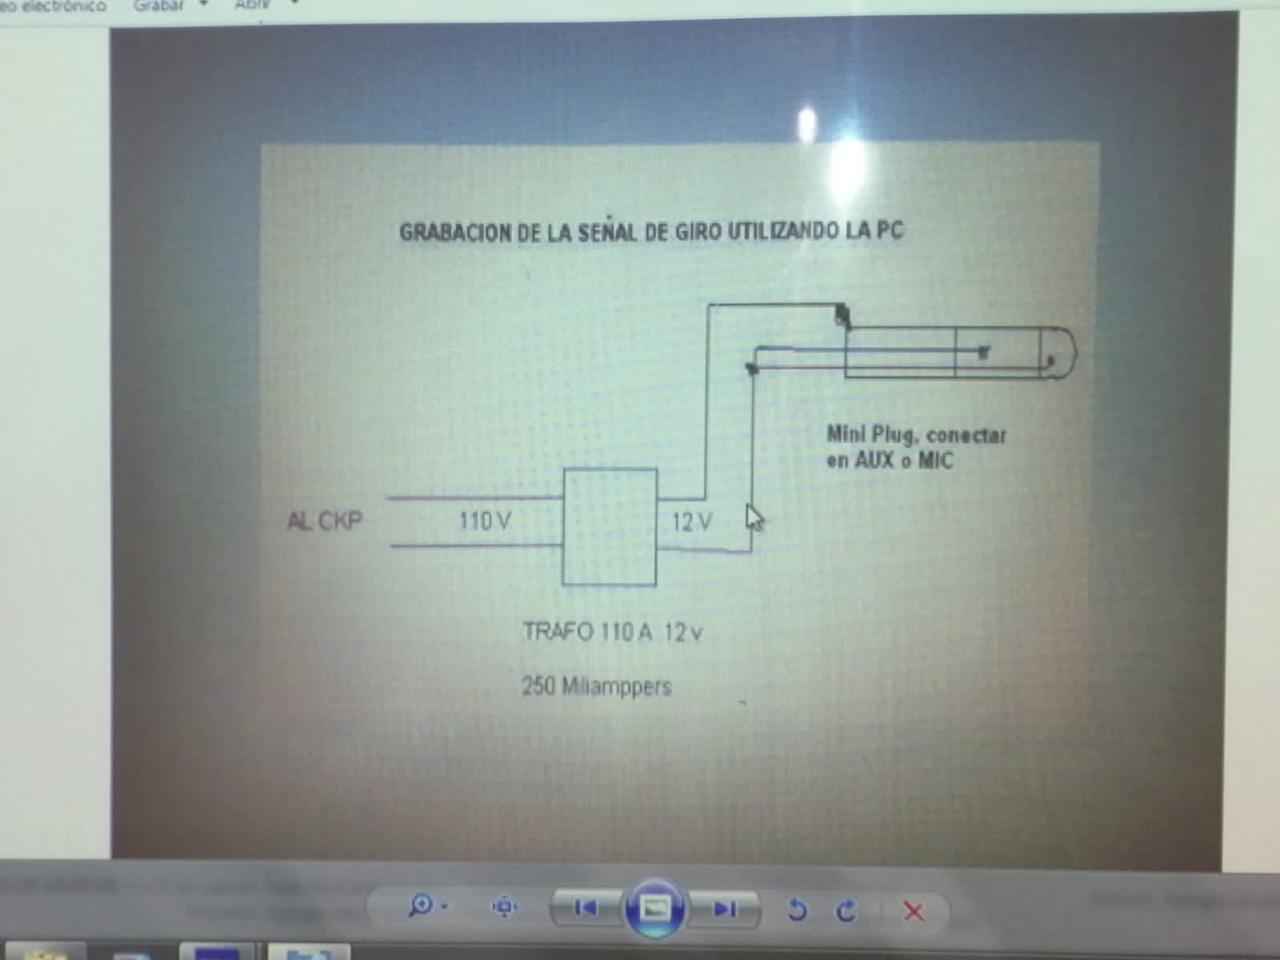 eo electrónico Grabar Abrir
GRABACION DE LA SEÑAL DE GIRO UTILIZANDO LA PC
Mini Plug, conectar
en AUX o MIC
AL CKP 110 V 12 V
TRAFO 110 A 12 v
250 Miliamppers